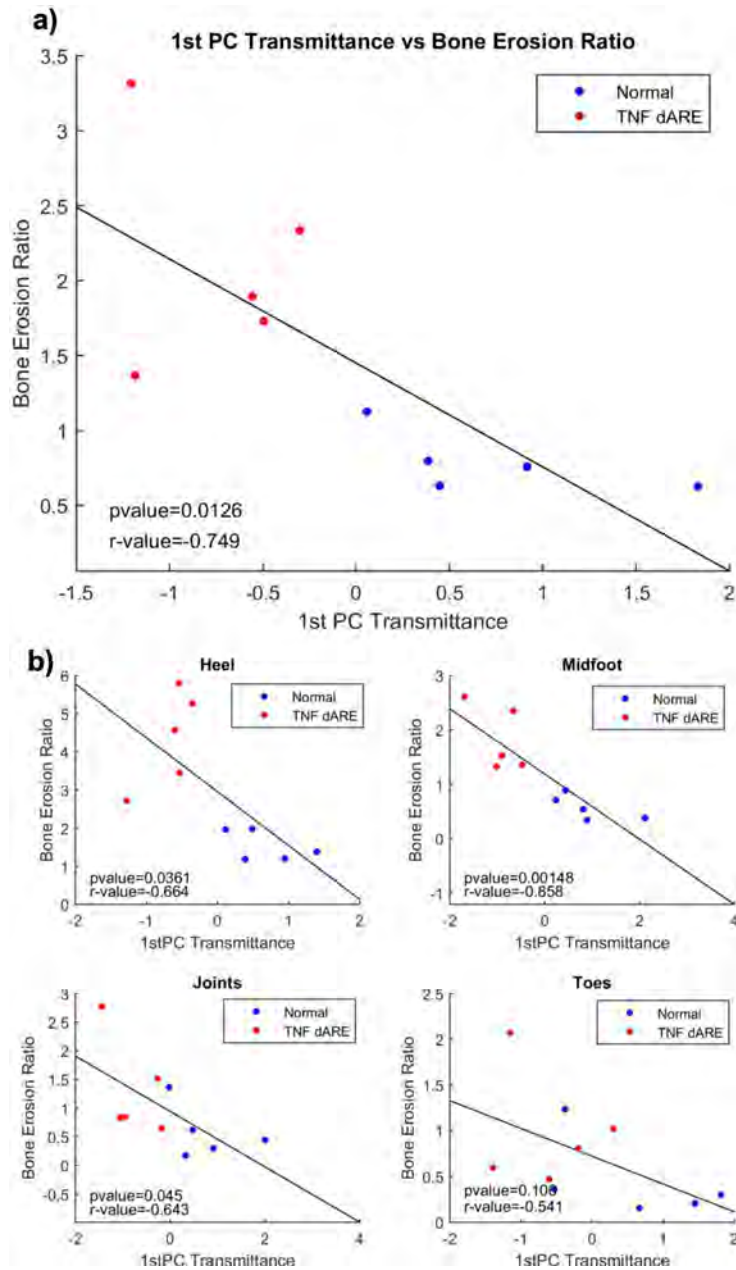 a)
1st PC Transmittance vs Bone Erosion Ratio
Normal
TNF dARE
3.5
3
2.5
2
1.5
1
0.5
Bone Erosion Ratio
pvalue=0.0126
r-value=-0.749
-1.5 -1 -0.5 0 0.5 1 1.5 2
1st PC Transmittance
b)
Heel
Normal
TNF dARE
6
5
4
3
2
1
0
Bone Erosion Ratio
pvalue=0.0361
r-value=-0.664
-2 -1 0 1 2
1stPC Transmittance
Midfoot
Normal
TNF dARE
3
2
1
0
-1
Bone Erosion Ratio
pvalue=0.00148
r-value=-0.858
-2 0 2 4
1stPC Transmittance
Joints
Normal
TNF dARE
3
2.5
2
1.5
1
0.5
0
-0.5
Bone Erosion Ratio
pvalue=0.045
r-value=-0.643
-2 0 2 4
1stPC Transmittance
Toes
Normal
TNF dARE
2.5
2
1.5
1
0.5
0
Bone Erosion Ratio
r-value=-0.541
-2 -1 0 1 2
1stPC Transmittance